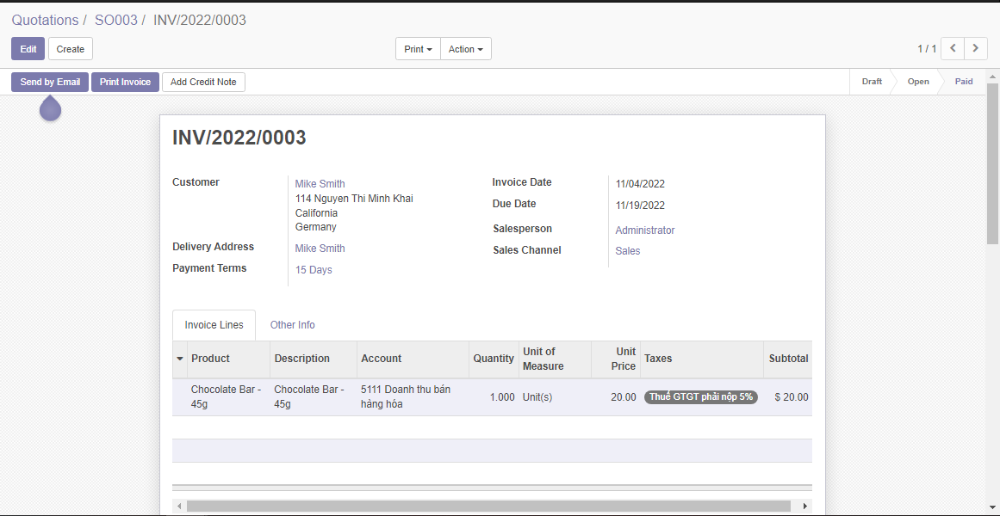 Quotations / SO003 / INV/2022/0003
Edit Create Print Action 1 / 1
Send by Email Print Invoice Add Credit Note Draft Open Paid
INV/2022/0003
Customer Mike Smith Invoice Date 11/04/2022
114 Nguyen Thi Minh Khai
California Due Date 11/19/2022
Germany Salesperson Administrator
Delivery Address Mike Smith Sales Channel Sales
Payment Terms 15 Days
Invoice Lines Other Info
Product Description Account Quantity Unit of Measure Unit Price Taxes Subtotal
Chocolate Bar - Chocolate Bar - 5111 Doanh thu bán 1.000 Unit(s) 20.00 Thuế GTGT phải nộp 5% $ 20.00
45g 45g hàng hóa